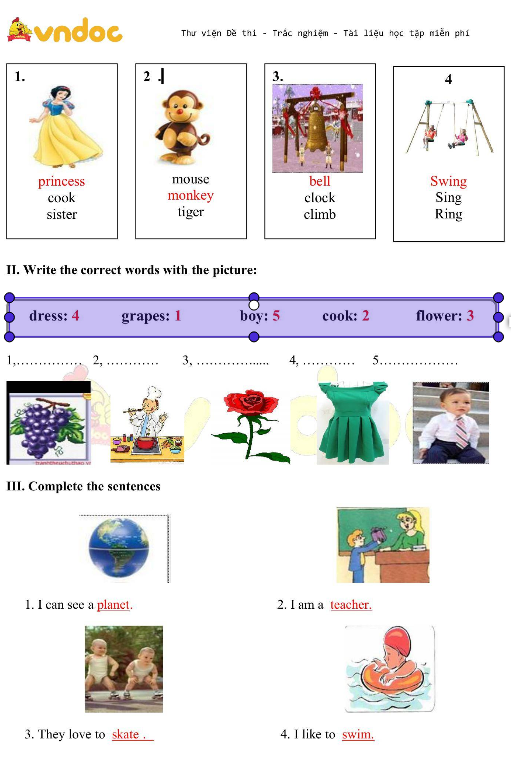 vndoc
Thư viện Đề thi - Trắc nghiệm - Tài liệu học tập miễn phí
1.
princess
cook
sister
2 .
mouse
monkey
tiger
3.
bell
clock
climb
4
Swing
Sing
Ring
II. Write the correct words with the picture:
dress: 4 grapes: 1 boy: 5 cook: 2 flower: 3
1,…………… 2, ………… 3, …………..... 4, ………… 5………………
III. Complete the sentences
1. I can see a planet.
2. I am a teacher.
3. They love to skate .
4. I like to swim.